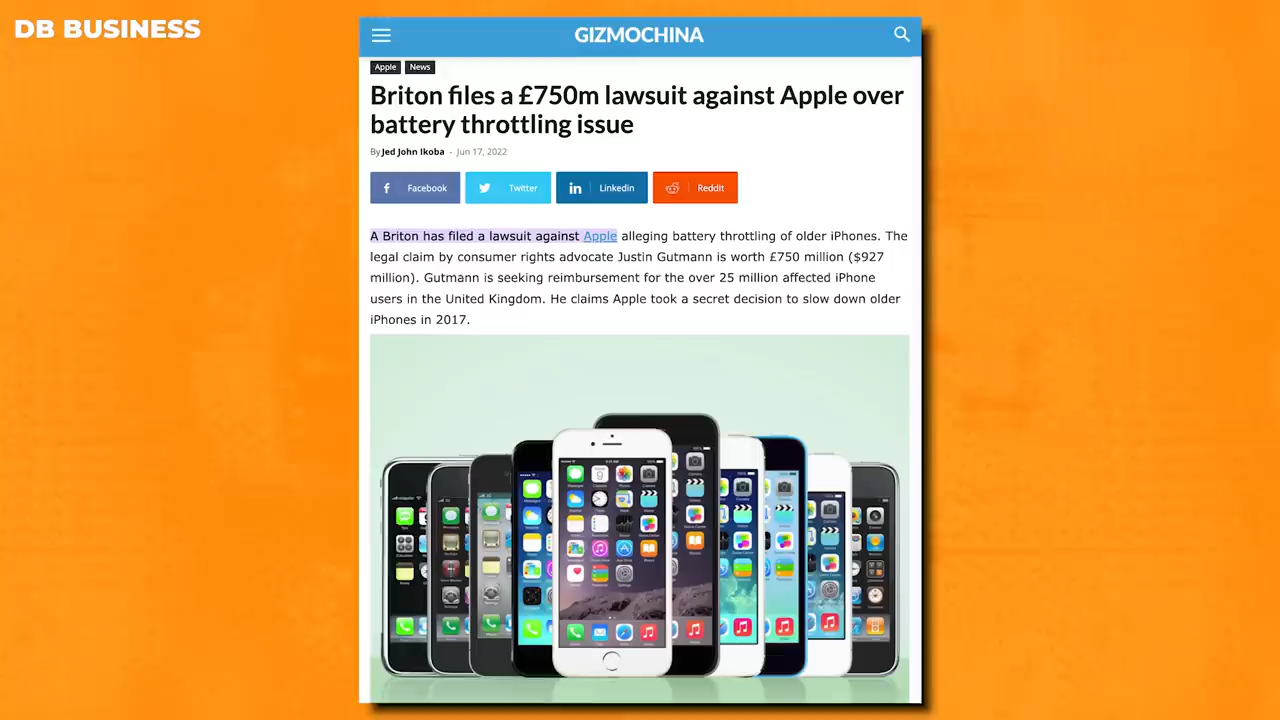 DB BUSINESS
GIZMOCHINA
Apple News
Briton files a £750m lawsuit against Apple over
battery throttling issue
By Jed John Ikoba - Jun 17, 2022
Facebook Twitter Linkedin ReddIt
A Briton has filed a lawsuit against Apple alleging battery throttling of older iPhones. The
legal claim by consumer rights advocate Justin Gutmann is worth £750 million ($927
million). Gutmann is seeking reimbursement for the over 25 million affected iPhone
users in the United Kingdom. He claims Apple took a secret decision to slow down older
iPhones in 2017.